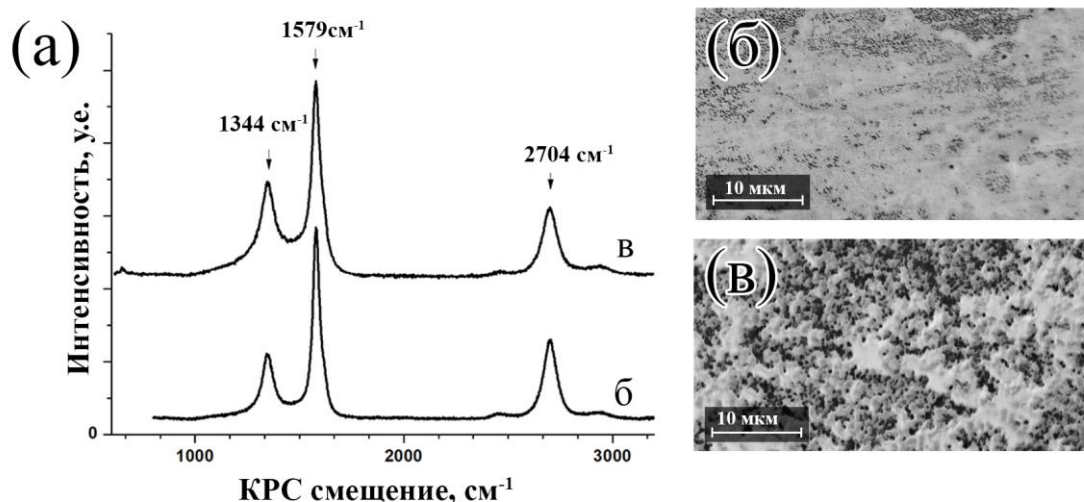 (а)
1579см⁻¹
1344 см⁻¹
2704 см⁻¹
в
б
Интенсивность, у.е.
0
1000
2000
3000
КРС смещение, см⁻¹
(б)
10 мкм
(в)
10 мкм